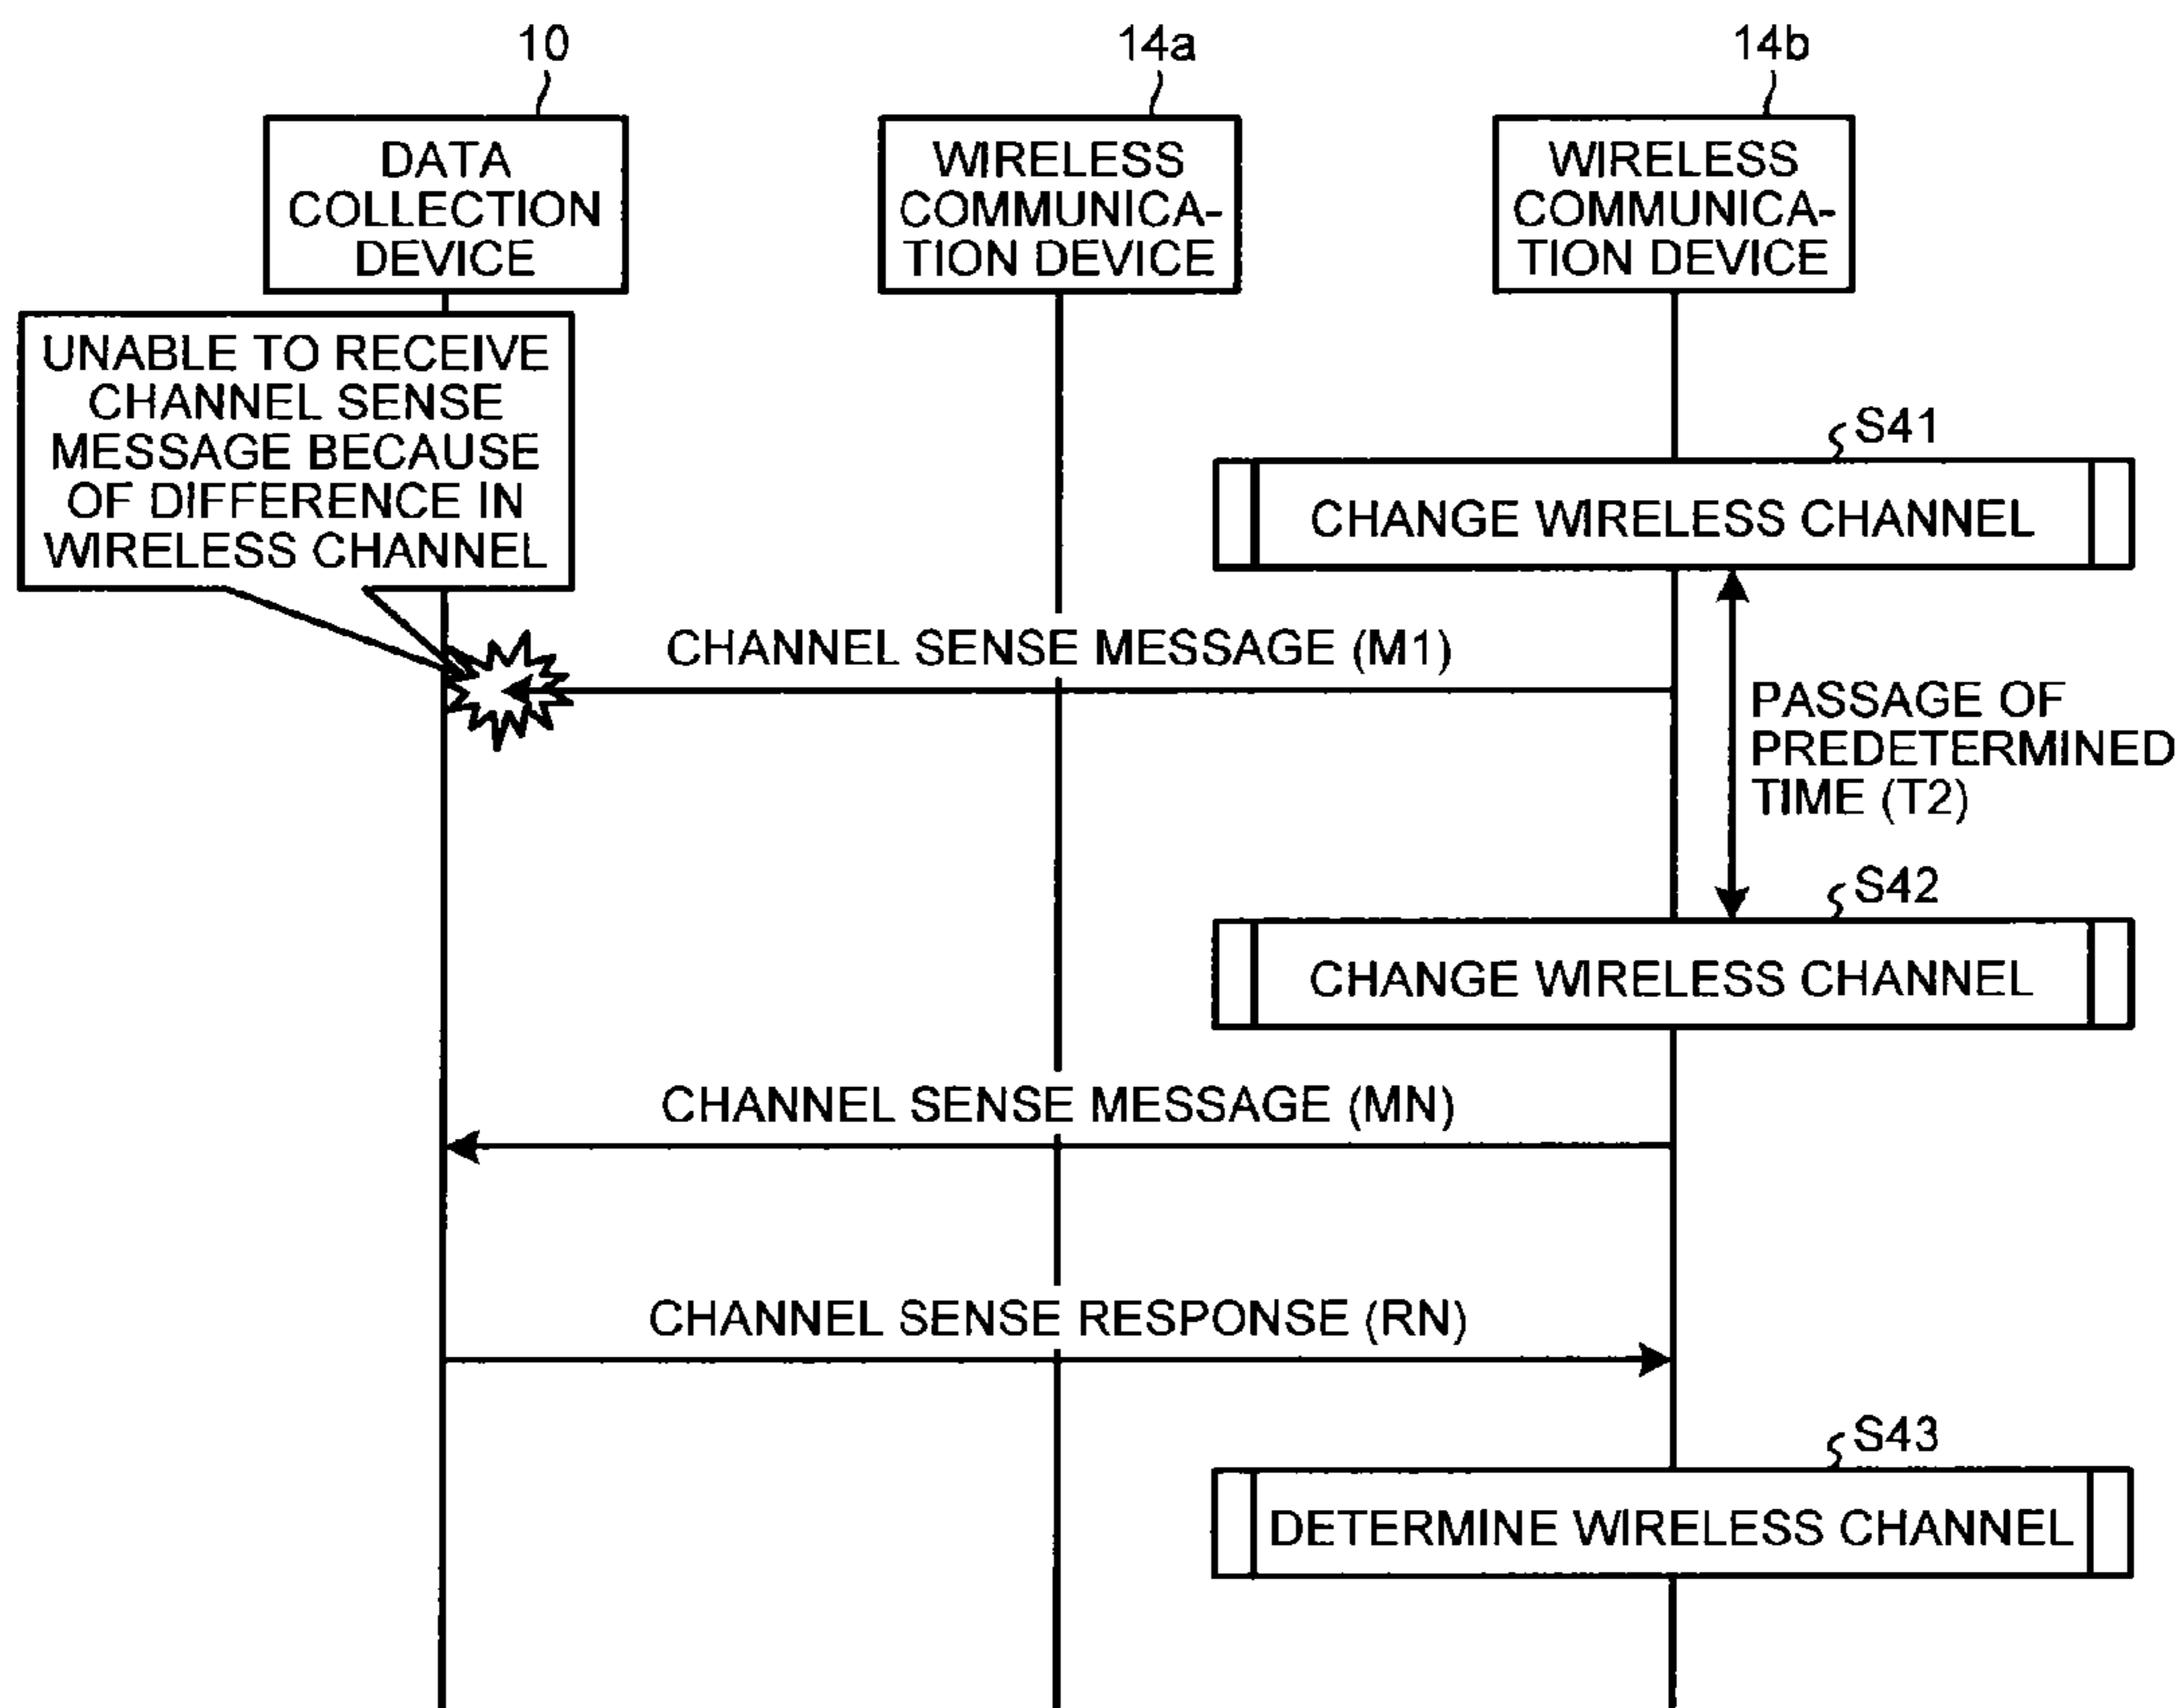 10
14a
14b
DATA
COLLECTION
DEVICE
WIRELESS
COMMUNICA-
TION DEVICE
WIRELESS
COMMUNICA-
TION DEVICE
UNABLE TO RECEIVE
CHANNEL SENSE
MESSAGE BECAUSE
OF DIFFERENCE IN
WIRELESS CHANNEL
S41
CHANGE WIRELESS CHANNEL
CHANNEL SENSE MESSAGE (M1)
PASSAGE OF
PREDETERMINED
TIME (T2)
S42
CHANGE WIRELESS CHANNEL
CHANNEL SENSE MESSAGE (MN)
CHANNEL SENSE RESPONSE (RN)
S43
DETERMINE WIRELESS CHANNEL